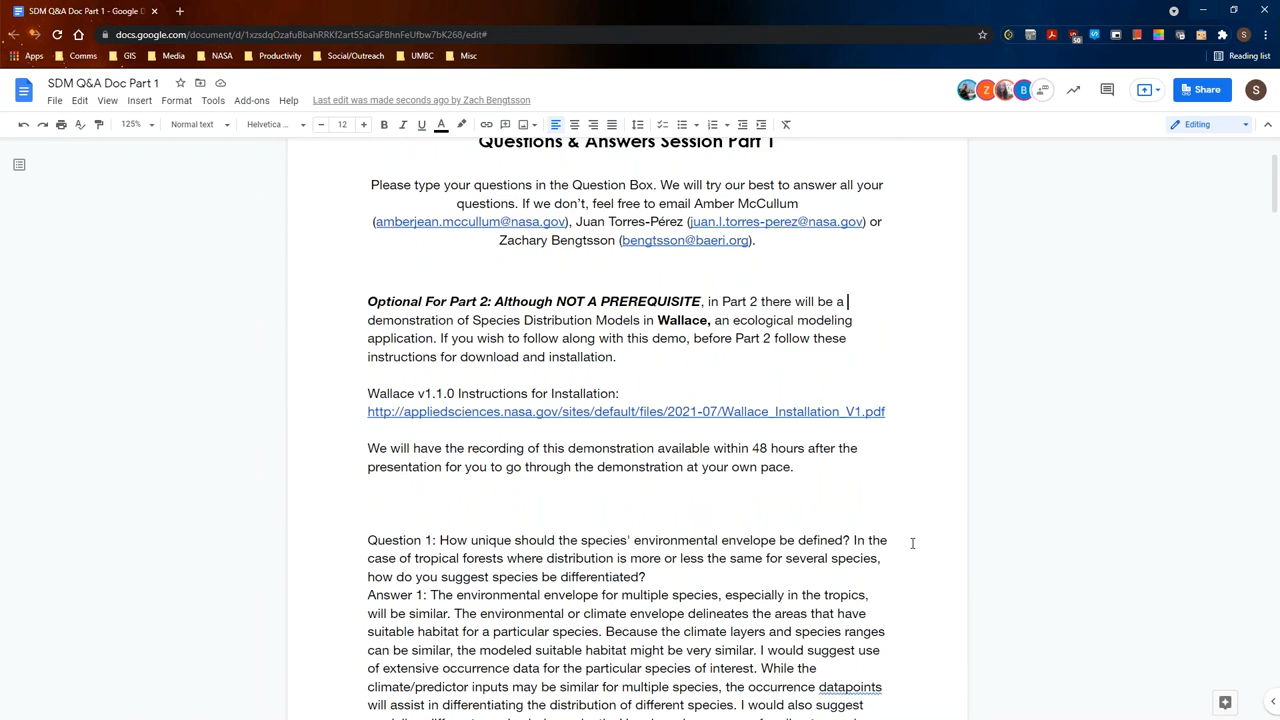 SDM Q&A Doc Part 1 - Google D
docs.google.com/document/d/1xzsdqOzafuBbahRRKf2art55aGaFBhnFeUfbw7bK268/edit#
Apps Comms GIS Media NASA Productivity Social/Outreach UMBC Misc Reading list
SDM Q&A Doc Part 1
File Edit View Insert Format Tools Add-ons Help Last edit was made seconds ago by Zach Bengtsson
Share
S
125% Normal text Helvetica ... 12 Editing
Questions & Answers Session Part 1
Please type your questions in the Question Box. We will try our best to answer all your
questions. If we don't, feel free to email Amber McCullum
(amberjean.mccullum@nasa.gov), Juan Torres-Pérez (juan.l.torres-perez@nasa.gov) or
Zachary Bengtsson (bengtsson@baeri.org).
Optional For Part 2: Although NOT A PREREQUISITE, in Part 2 there will be a
demonstration of Species Distribution Models in Wallace, an ecological modeling
application. If you wish to follow along with this demo, before Part 2 follow these
instructions for download and installation.
Wallace v1.1.0 Instructions for Installation:
http://appliedsciences.nasa.gov/sites/default/files/2021-07/Wallace_Installation_V1.pdf
We will have the recording of this demonstration available within 48 hours after the
presentation for you to go through the demonstration at your own pace.
Question 1: How unique should the species' environmental envelope be defined? In the
case of tropical forests where distribution is more or less the same for several species,
how do you suggest species be differentiated?
Answer 1: The environmental envelope for multiple species, especially in the tropics,
will be similar. The environmental or climate envelope delineates the areas that have
suitable habitat for a particular species. Because the climate layers and species ranges
can be similar, the modeled suitable habitat might be very similar. I would suggest use
of extensive occurrence data for the particular species of interest. While the
climate/predictor inputs may be similar for multiple species, the occurrence datapoints
will assist in differentiating the distribution of different species. I would also suggest